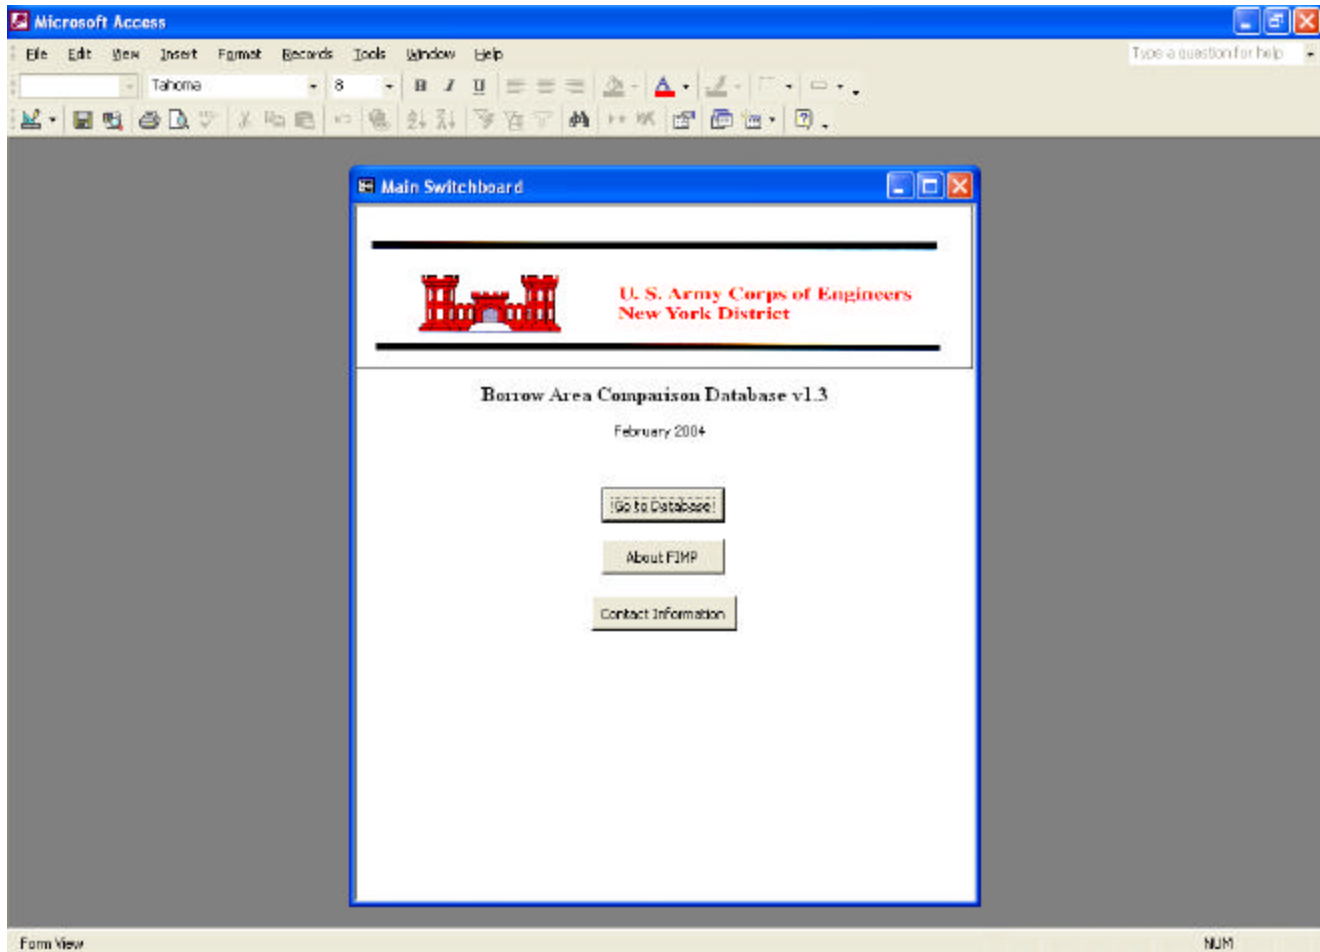 Microsoft Access
File Edit View Insert Format Records Tools Window Help
Type a question for help
Tahoma 8 B I U A
Main Switchboard
U. S. Army Corps of Engineers
New York District
Borrow Area Comparison Database v1.3
February 2004
!Go to Database!
About FIMP
Contact Information
Form View
NUM